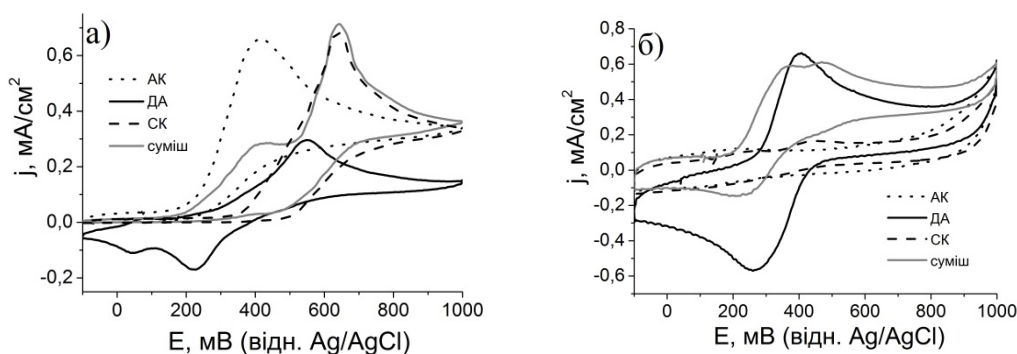 а)
j, мА/см²
0,6
0,4
0,2
0,0
-0,2
АК
ДА
СК
суміш
0 200 400 600 800 1000
E, мВ (відн. Ag/AgCl)
б)
j, мА/см²
0,8
0,6
0,4
0,2
0,0
-0,2
-0,4
-0,6
АК
ДА
СК
суміш
0 200 400 600 800 1000
E, мВ (відн. Ag/AgCl)